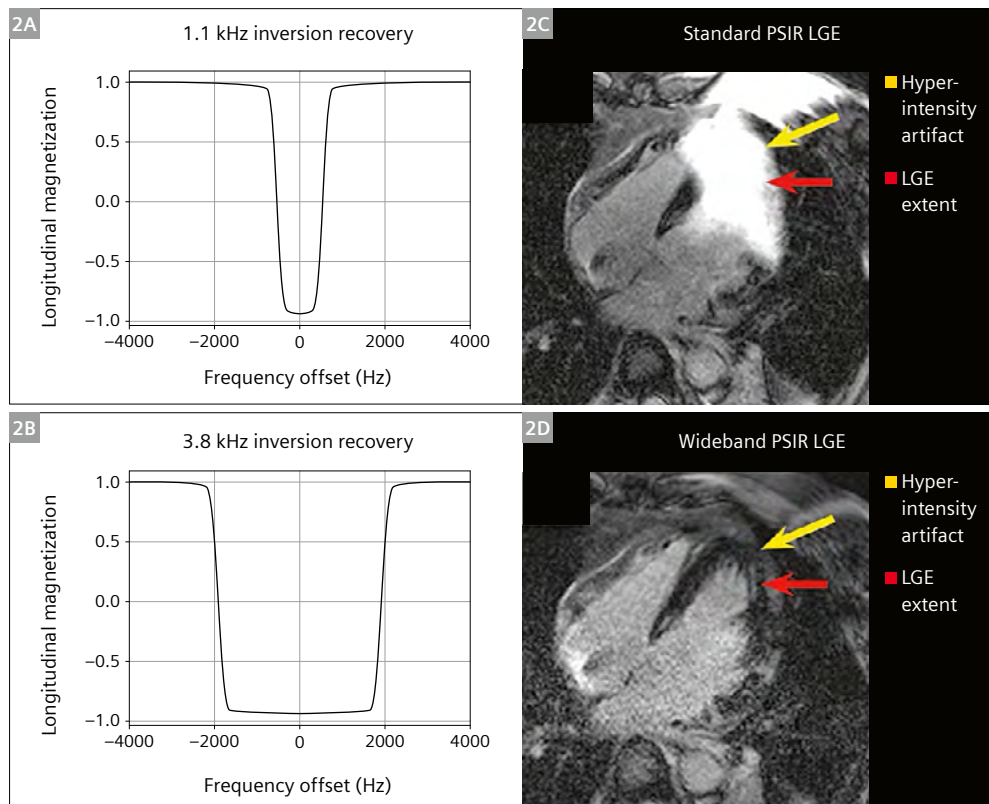 2A
1.1 kHz inversion recovery
Longitudinal magnetization
1.0
0.5
0.0
−0.5
−1.0
−4000 −2000 0 2000 4000
Frequency offset (Hz)
2C
Standard PSIR LGE
Hyper-
intensity
artifact
LGE
extent
2B
3.8 kHz inversion recovery
Longitudinal magnetization
1.0
0.5
0.0
−0.5
−1.0
−4000 −2000 0 2000 4000
Frequency offset (Hz)
2D
Wideband PSIR LGE
Hyper-
intensity
artifact
LGE
extent